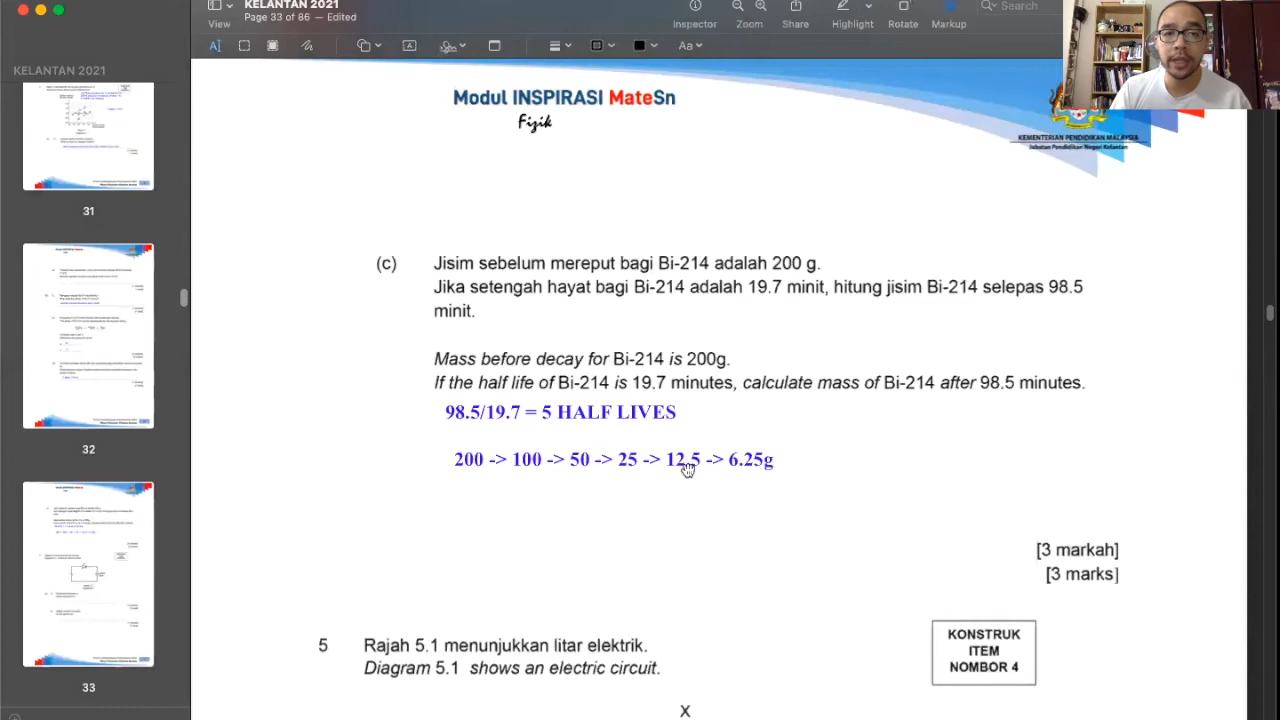 KELANTAN 2021
Page 33 of 86 — Edited
View
Inspector
Zoom
Share
Highlight
Rotate
Markup
Search
Aa
KELANTAN 2021
31
32
33
Modul INSPIRASI MateSn
Fizik
KEMENTERIAN PENDIDIKAN MALAYSIA
Jabatan Pendidikan Negeri Kelantan
(c) Jisim sebelum mereput bagi Bi-214 adalah 200 g.
Jika setengah hayat bagi Bi-214 adalah 19.7 minit, hitung jisim Bi-214 selepas 98.5
minit.
Mass before decay for Bi-214 is 200g.
If the half life of Bi-214 is 19.7 minutes, calculate mass of Bi-214 after 98.5 minutes.
98.5/19.7 = 5 HALF LIVES
200 -> 100 -> 50 -> 25 -> 12.5 -> 6.25g
[3 markah]
[3 marks]
5 Rajah 5.1 menunjukkan litar elektrik.
Diagram 5.1 shows an electric circuit.
KONSTRUK
ITEM
NOMBOR 4
X